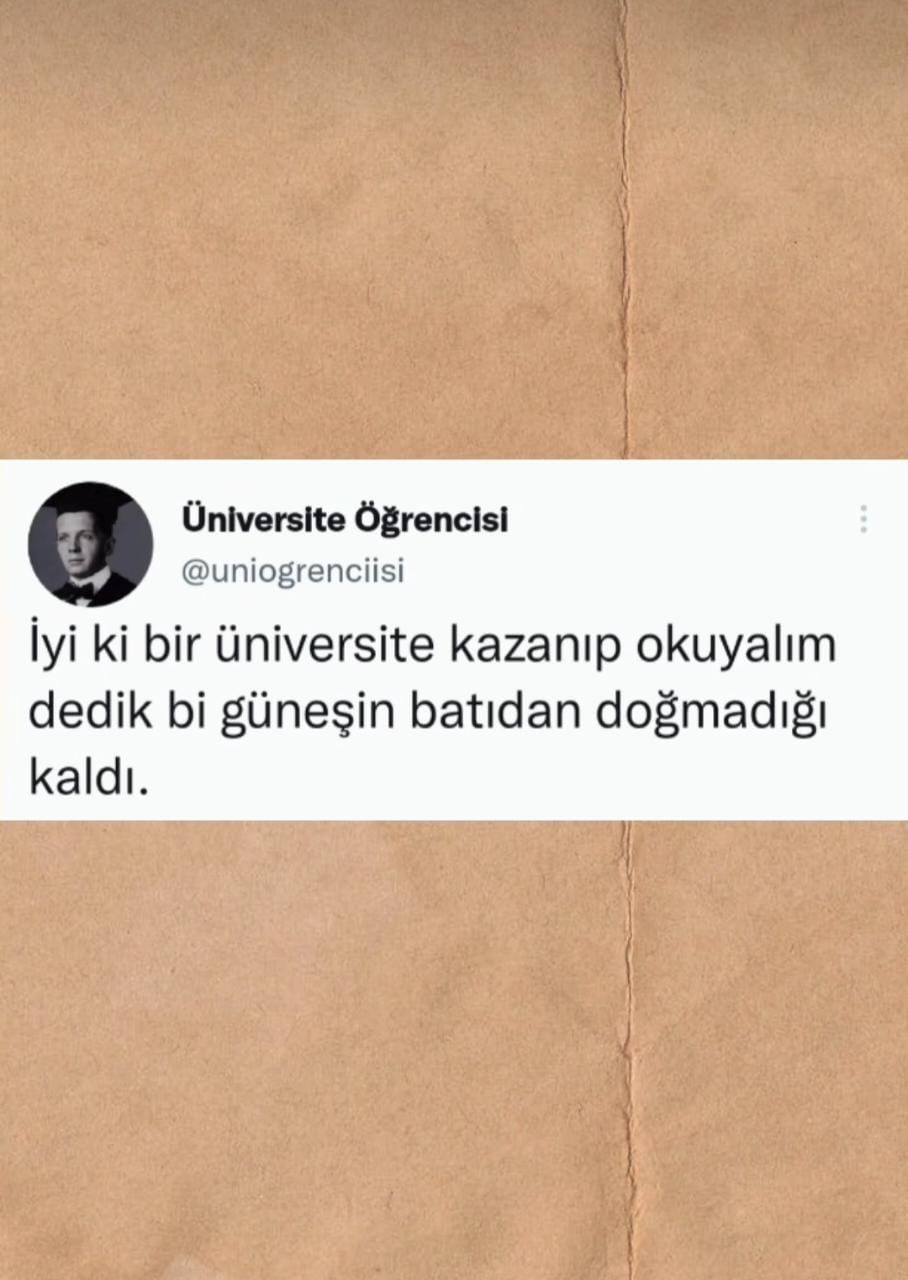 Üniversite Öğrencisi
@uniogrenciisi
İyi ki bir üniversite kazanıp okuyalım
dedik bi güneşin batıdan doğmadığı
kaldı.